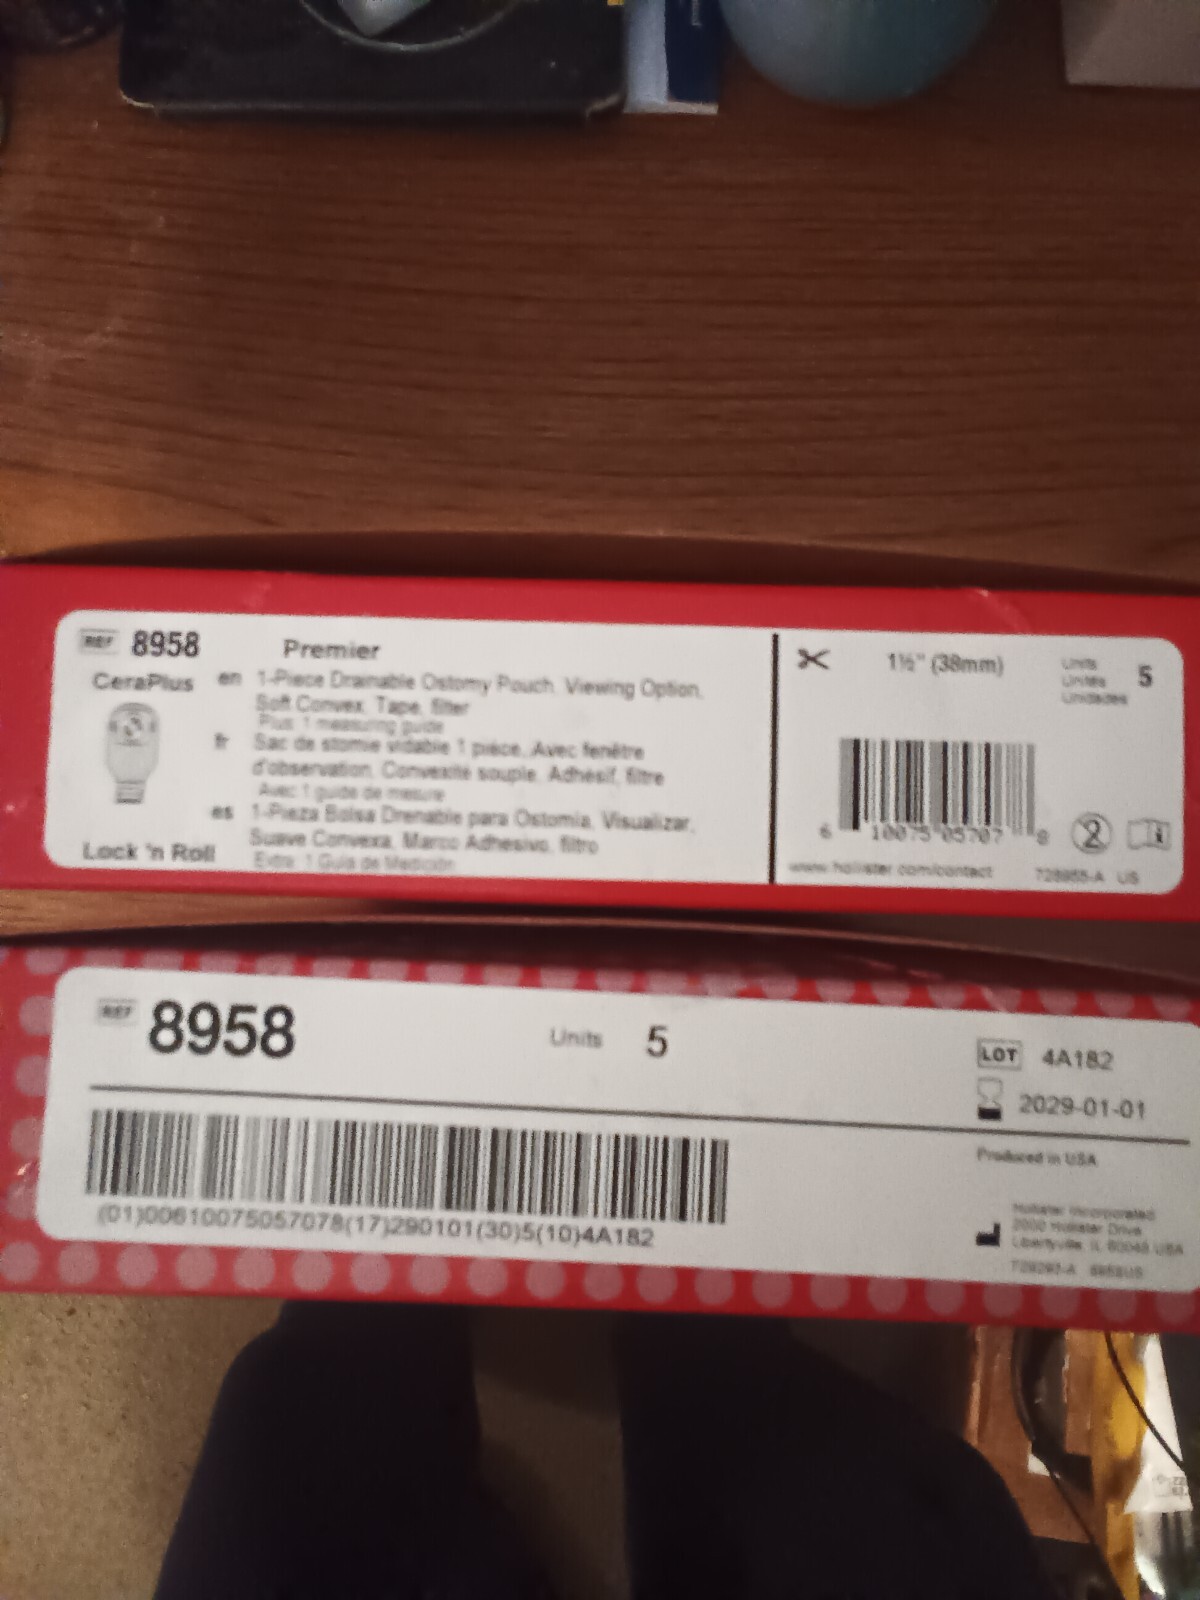 REF 8958
Premier
CeraPlus
en 1-Piece Drainable Ostomy Pouch, Viewing Option,
Soft Convex, Tape, filter
Plus: 1 measuring guide
fr Sac de stomie vidable 1 pièce, Avec fenêtre
d'observation, Convexité souple, Adhésif, filtre
Avec 1 guide de mesure
es 1-Pieza Bolsa Drenable para Ostomía, Visualizar,
Suave Convexa, Marco Adhesivo, filtro
Extra: 1 Guía de Medición
Lock 'n Roll
1½" (38mm)
Units
Unités
Unidades
5
6 10075 05707 8
2
www.hollister.com/contact
US
REF 8958
Units 5
LOT 4A182
2029-01-01
(01)00610075057078(17)290101(30)5(10)4A182
Produced in USA
Hollister Incorporated
2000 Hollister Drive
Libertyville, IL 60048 USA